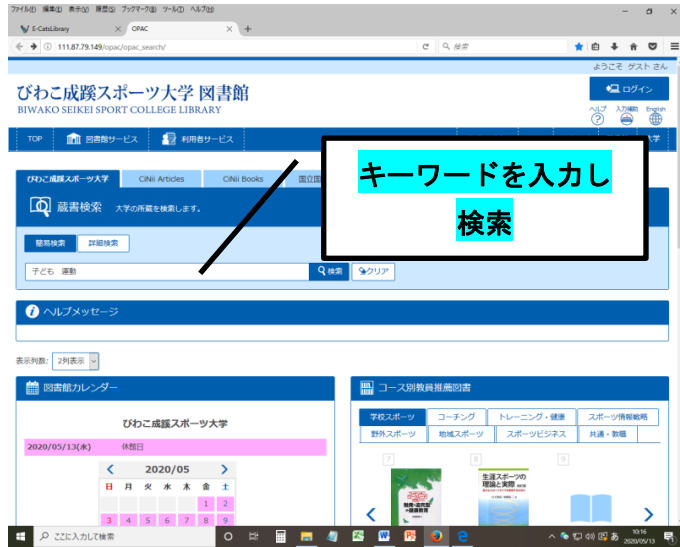 ファイル(F) 編集(E) 表示(V) 履歴(S) ブックマーク(B) ツール(T) ヘルプ(H)
E-CatsLibrary × OPAC × +
111.87.79.149/opac/opac_search/ 検索
ようこそ ゲスト さん
びわこ成蹊スポーツ大学 図書館
BIWAKO SEIKEI SPORT COLLEGE LIBRARY
ログイン
ヘルプ 入力補助 English
TOP 図書館サービス 利用者サービス 大学
びわこ成蹊スポーツ大学 CiNii Articles CiNii Books 国立国
キーワードを入力し
検索
蔵書検索 大学の所蔵を検索します。
簡易検索 詳細検索
子ども 運動 検索 クリア
ヘルプメッセージ
表示列数: 2列表示
図書館カレンダー
びわこ成蹊スポーツ大学
2020/05/13(水) 休館日
2020/05
日 月 火 水 木 金 土
1 2
3 4 5 6 7 8 9
コース別教員推薦図書
学校スポーツ コーチング トレーニング・健康 スポーツ情報戦略
野外スポーツ 地域スポーツ スポーツビジネス 共通・教職
7 8 9
生涯スポーツの
理論と実際
ここに入力して検索
あ 10:16
2020/05/13